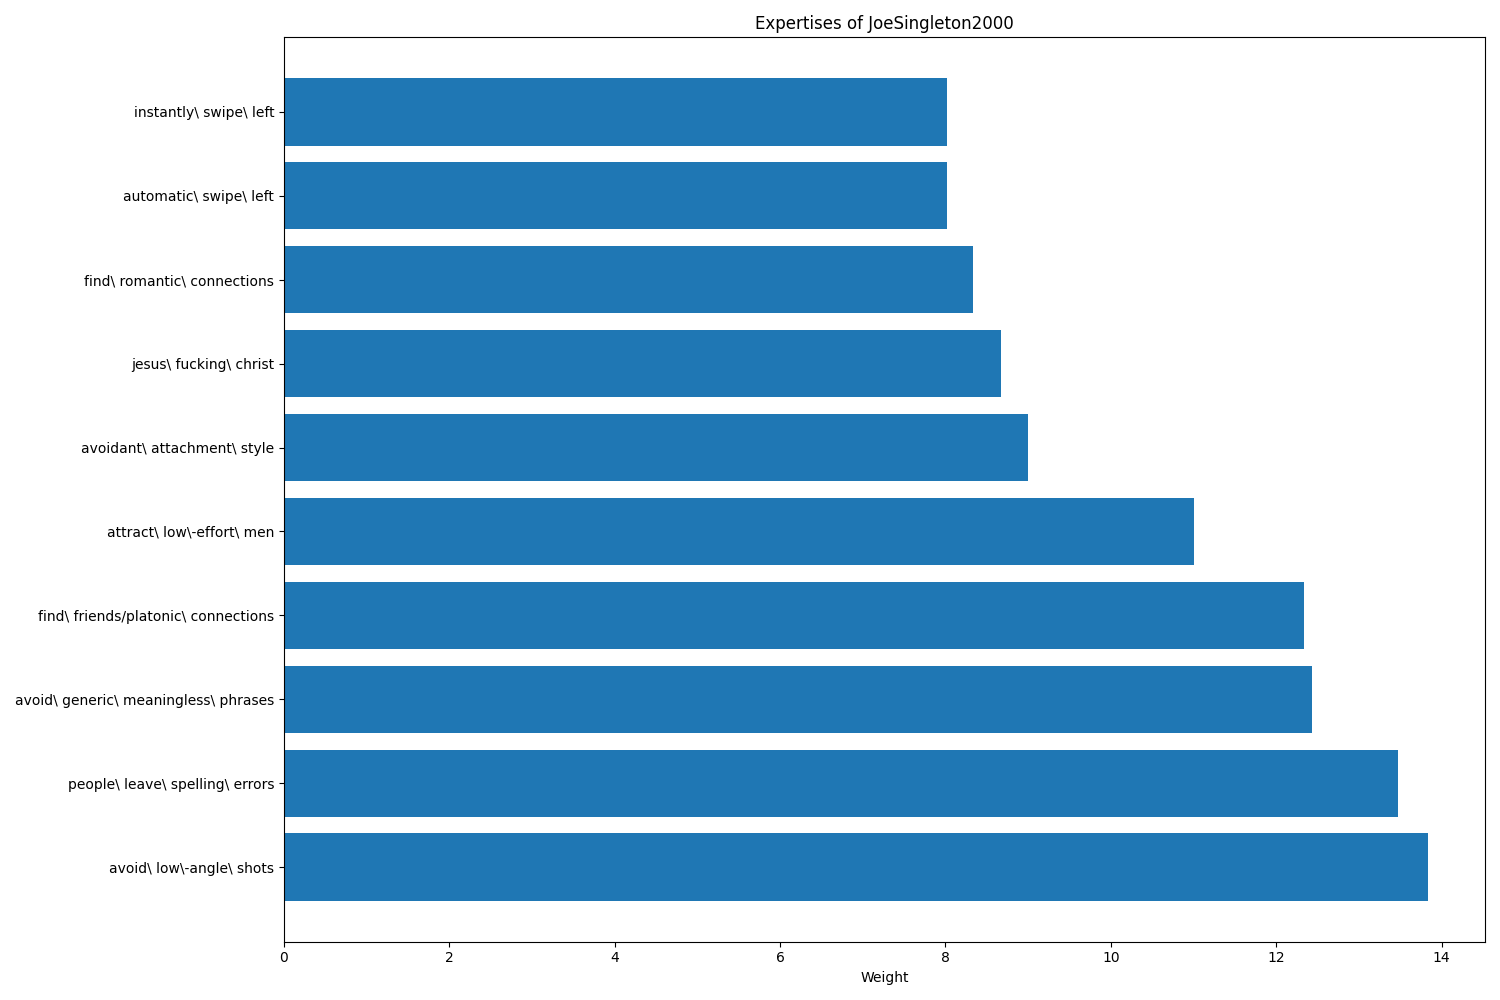 Expertises of JoeSingleton2000
instantly\ swipe\ left
automatic\ swipe\ left
find\ romantic\ connections
jesus\ fucking\ christ
avoidant\ attachment\ style
attract\ low\-effort\ men
find\ friends/platonic\ connections
avoid\ generic\ meaningless\ phrases
people\ leave\ spelling\ errors
avoid\ low\-angle\ shots
0 2 4 6 8 10 12 14
Weight